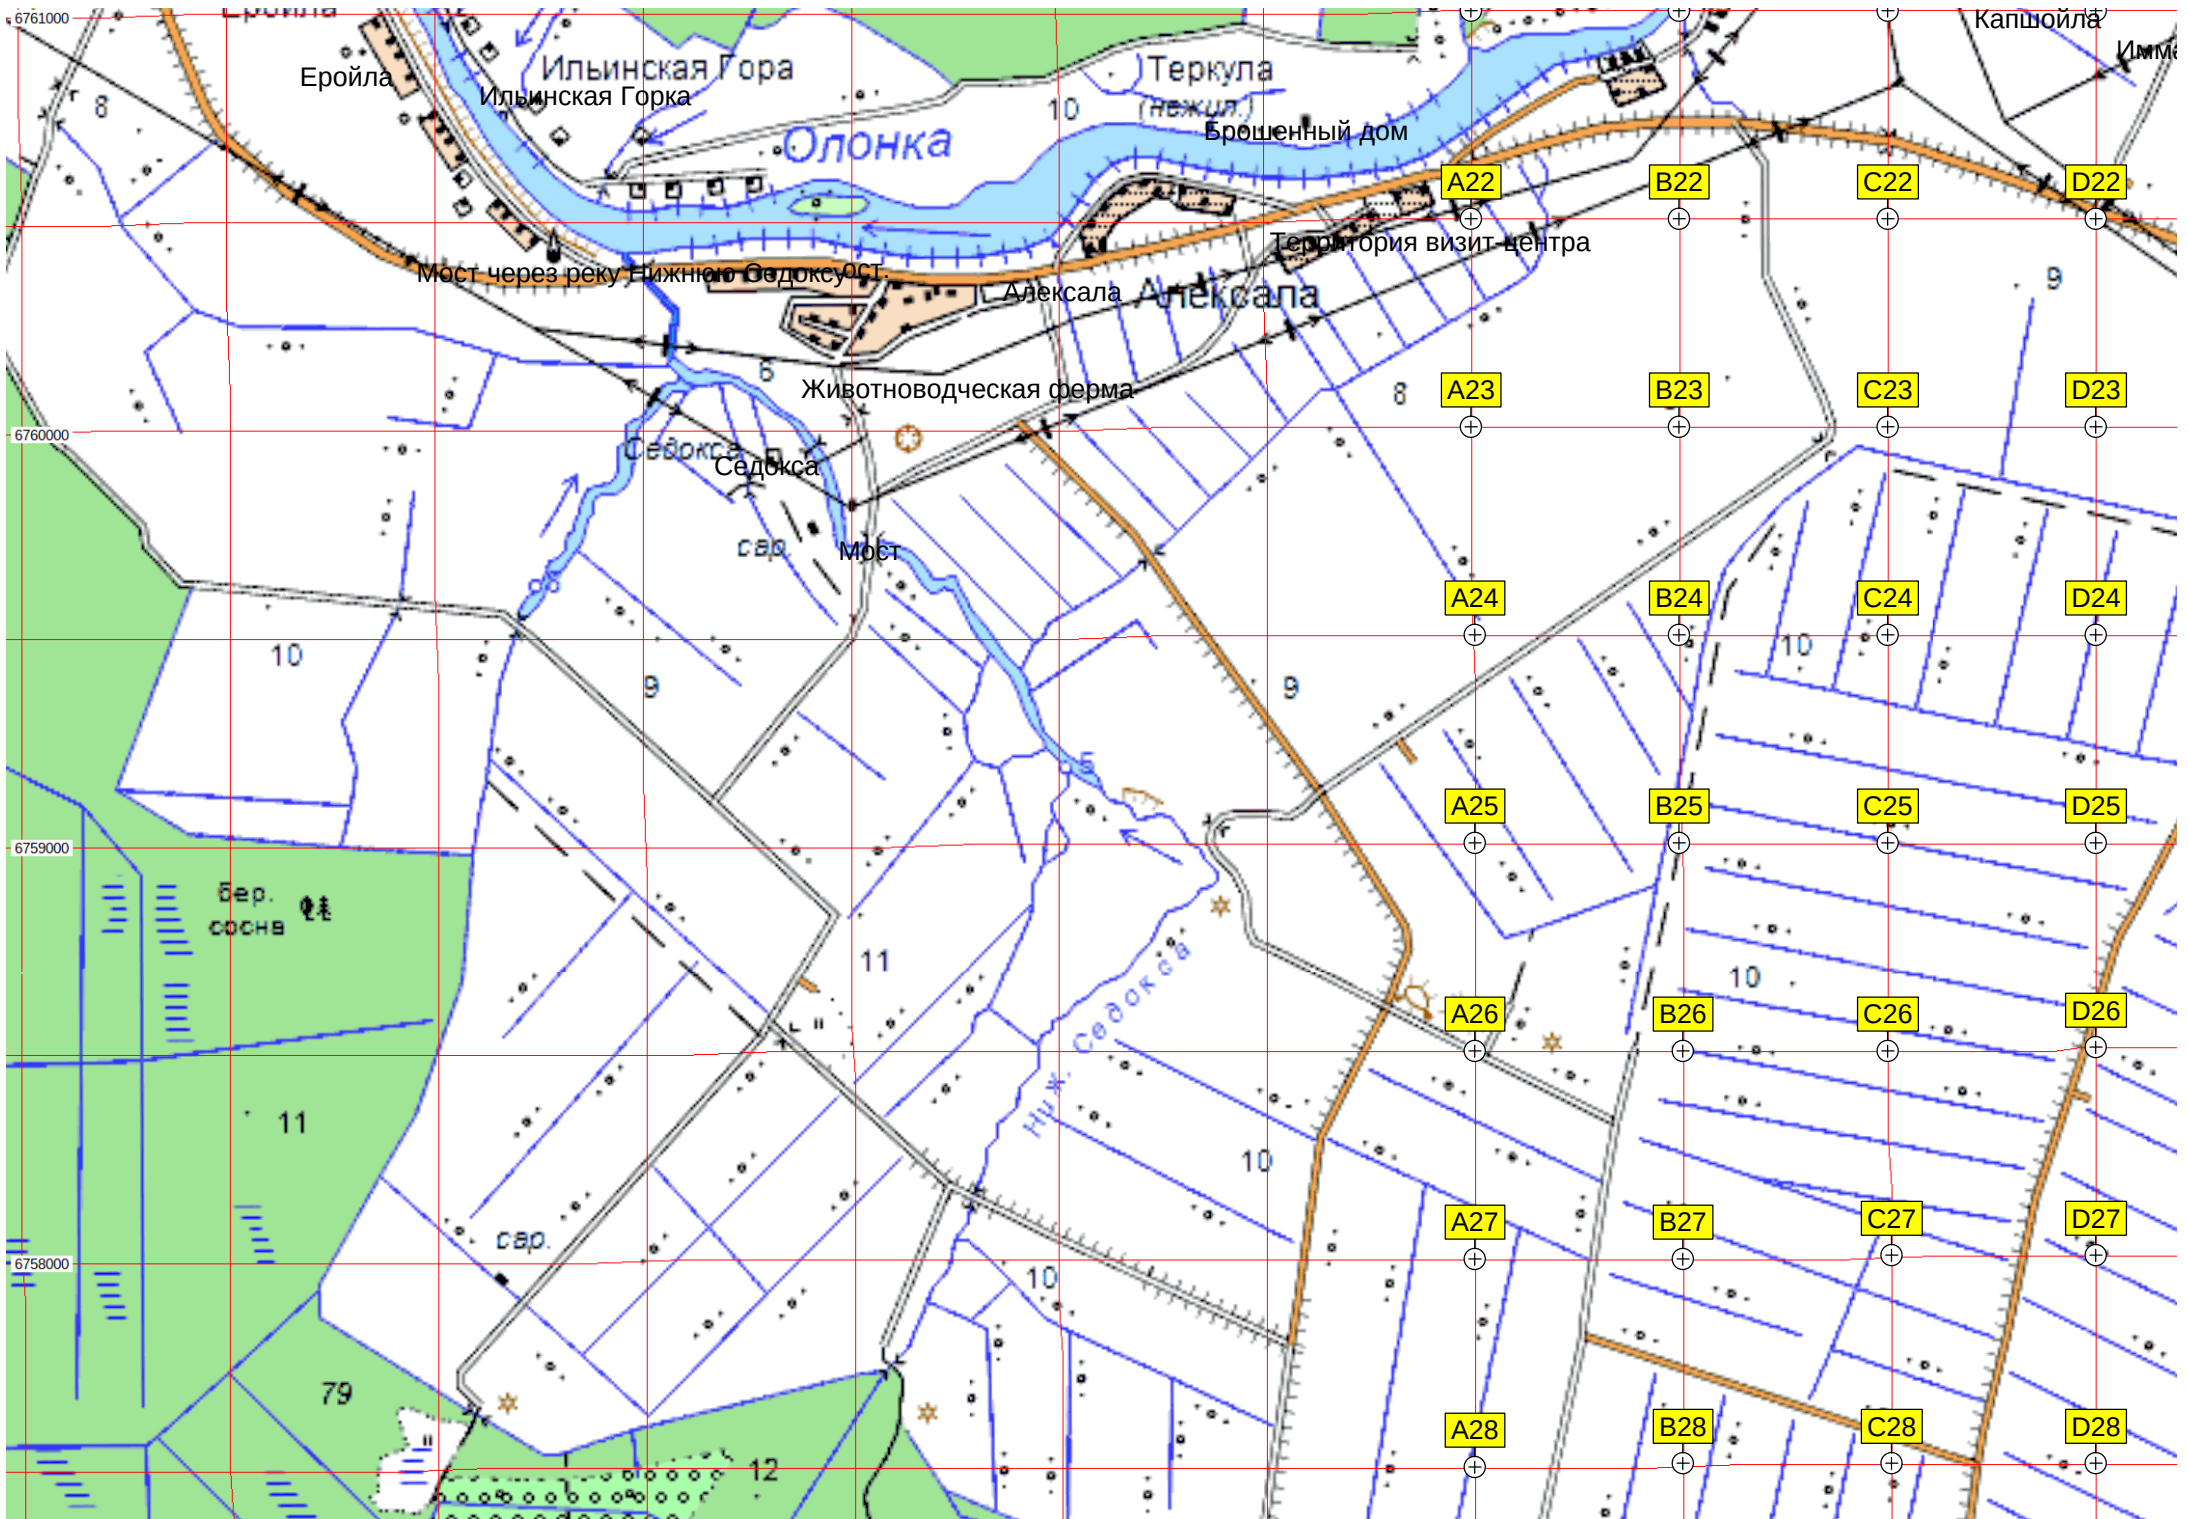 6761000
Еройла
Капшойла
Имма
Еройла
Ильинская Гора
Ильинская Горка
Теркула
(нежил.)
Брошенный дом
8
10
Олонка
A22
B22
C22
D22
Территория визит-центра
Мост через реку Нижнюю Седоксу
ост.
Алексала
Алексала
9
6
Животноводческая ферма
8
A23
B23
C23
D23
6760000
Седокса
Седокса
сар.
Мост
A24
B24
C24
D24
10
9
9
10
5
A25
B25
C25
D25
6759000
бер.
сосна
11
10
Ниж. Седокса
A26
B26
C26
D26
11
10
A27
B27
C27
D27
сар.
6758000
10
79
12
A28
B28
C28
D28